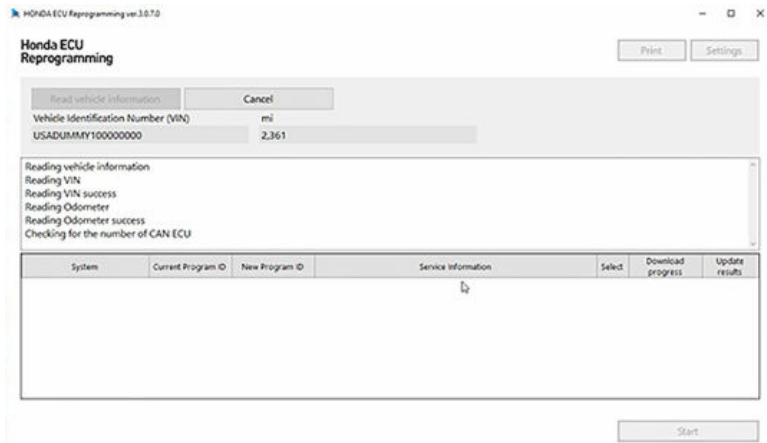 HONDA ECU Reprogramming ver.3.0.7.0
Honda ECU
Reprogramming
Print
Settings
Read vehicle information
Cancel
Vehicle Identification Number (VIN)
mi
USADUMMY100000000
2,361
Reading vehicle information
Reading VIN
Reading VIN success
Reading Odometer
Reading Odometer success
Checking for the number of CAN ECU
System
Current Program ID
New Program ID
Service Information
Select
Download
progress
Update
results
Start